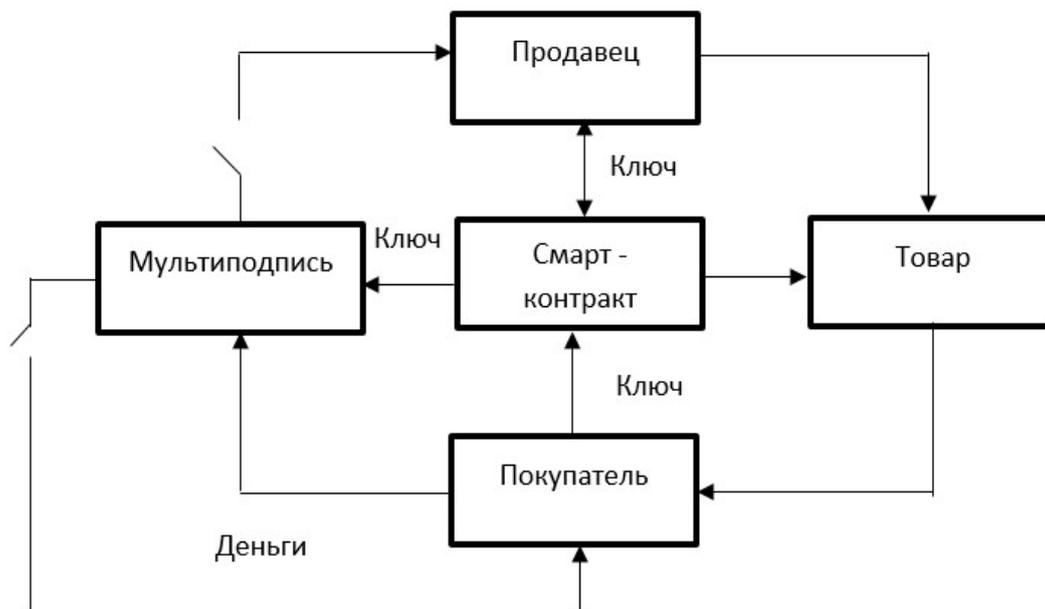 Продавец
Ключ
Ключ
Мультиподпись
Смарт -
контракт
Товар
Ключ
Покупатель
Деньги